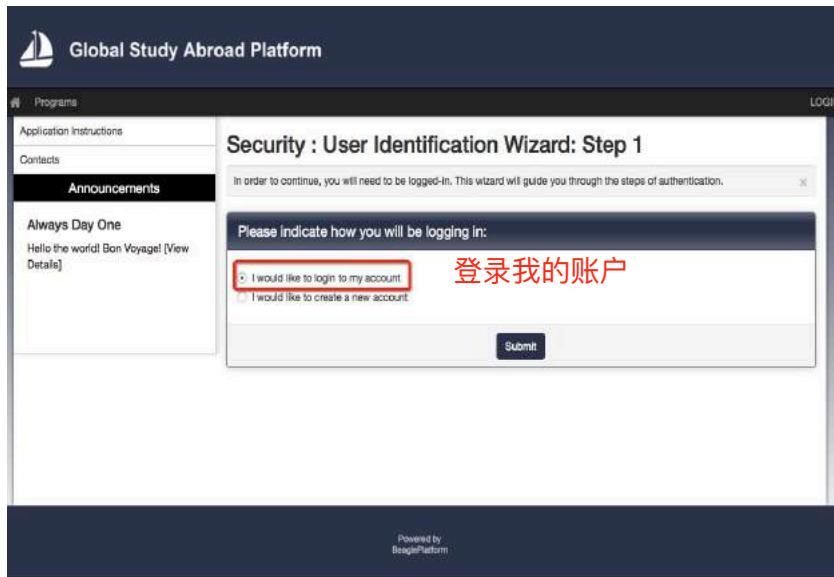 Global Study Abroad Platform
Programs
LOGI
Application Instructions
Contacts
Announcements
Always Day One
Hello the world! Bon Voyage! [View
Details]
Security : User Identification Wizard: Step 1
In order to continue, you will need to be logged-in. This wizard will guide you through the steps of authentication.
x
Please indicate how you will be logging in:
I would like to login to my account
登录我的账户
I would like to create a new account
Submit
Powered by
BeaglePlatform